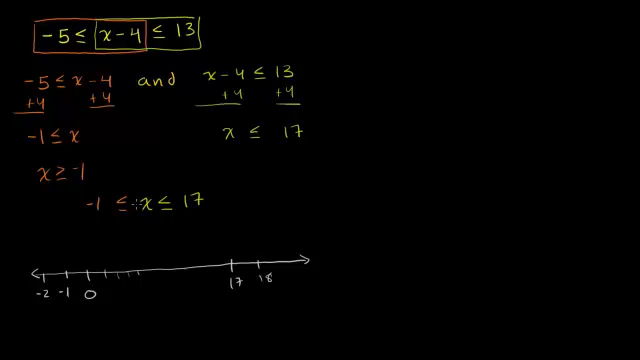 -5 ≤ x-4 ≤ 13
-5 ≤ x-4 and x-4 ≤ 13
+4 +4 +4 +4
-1 ≤ x x ≤ 17
x ≥ -1
-1 ≤ x ≤ 17
-2 -1 0 17 18